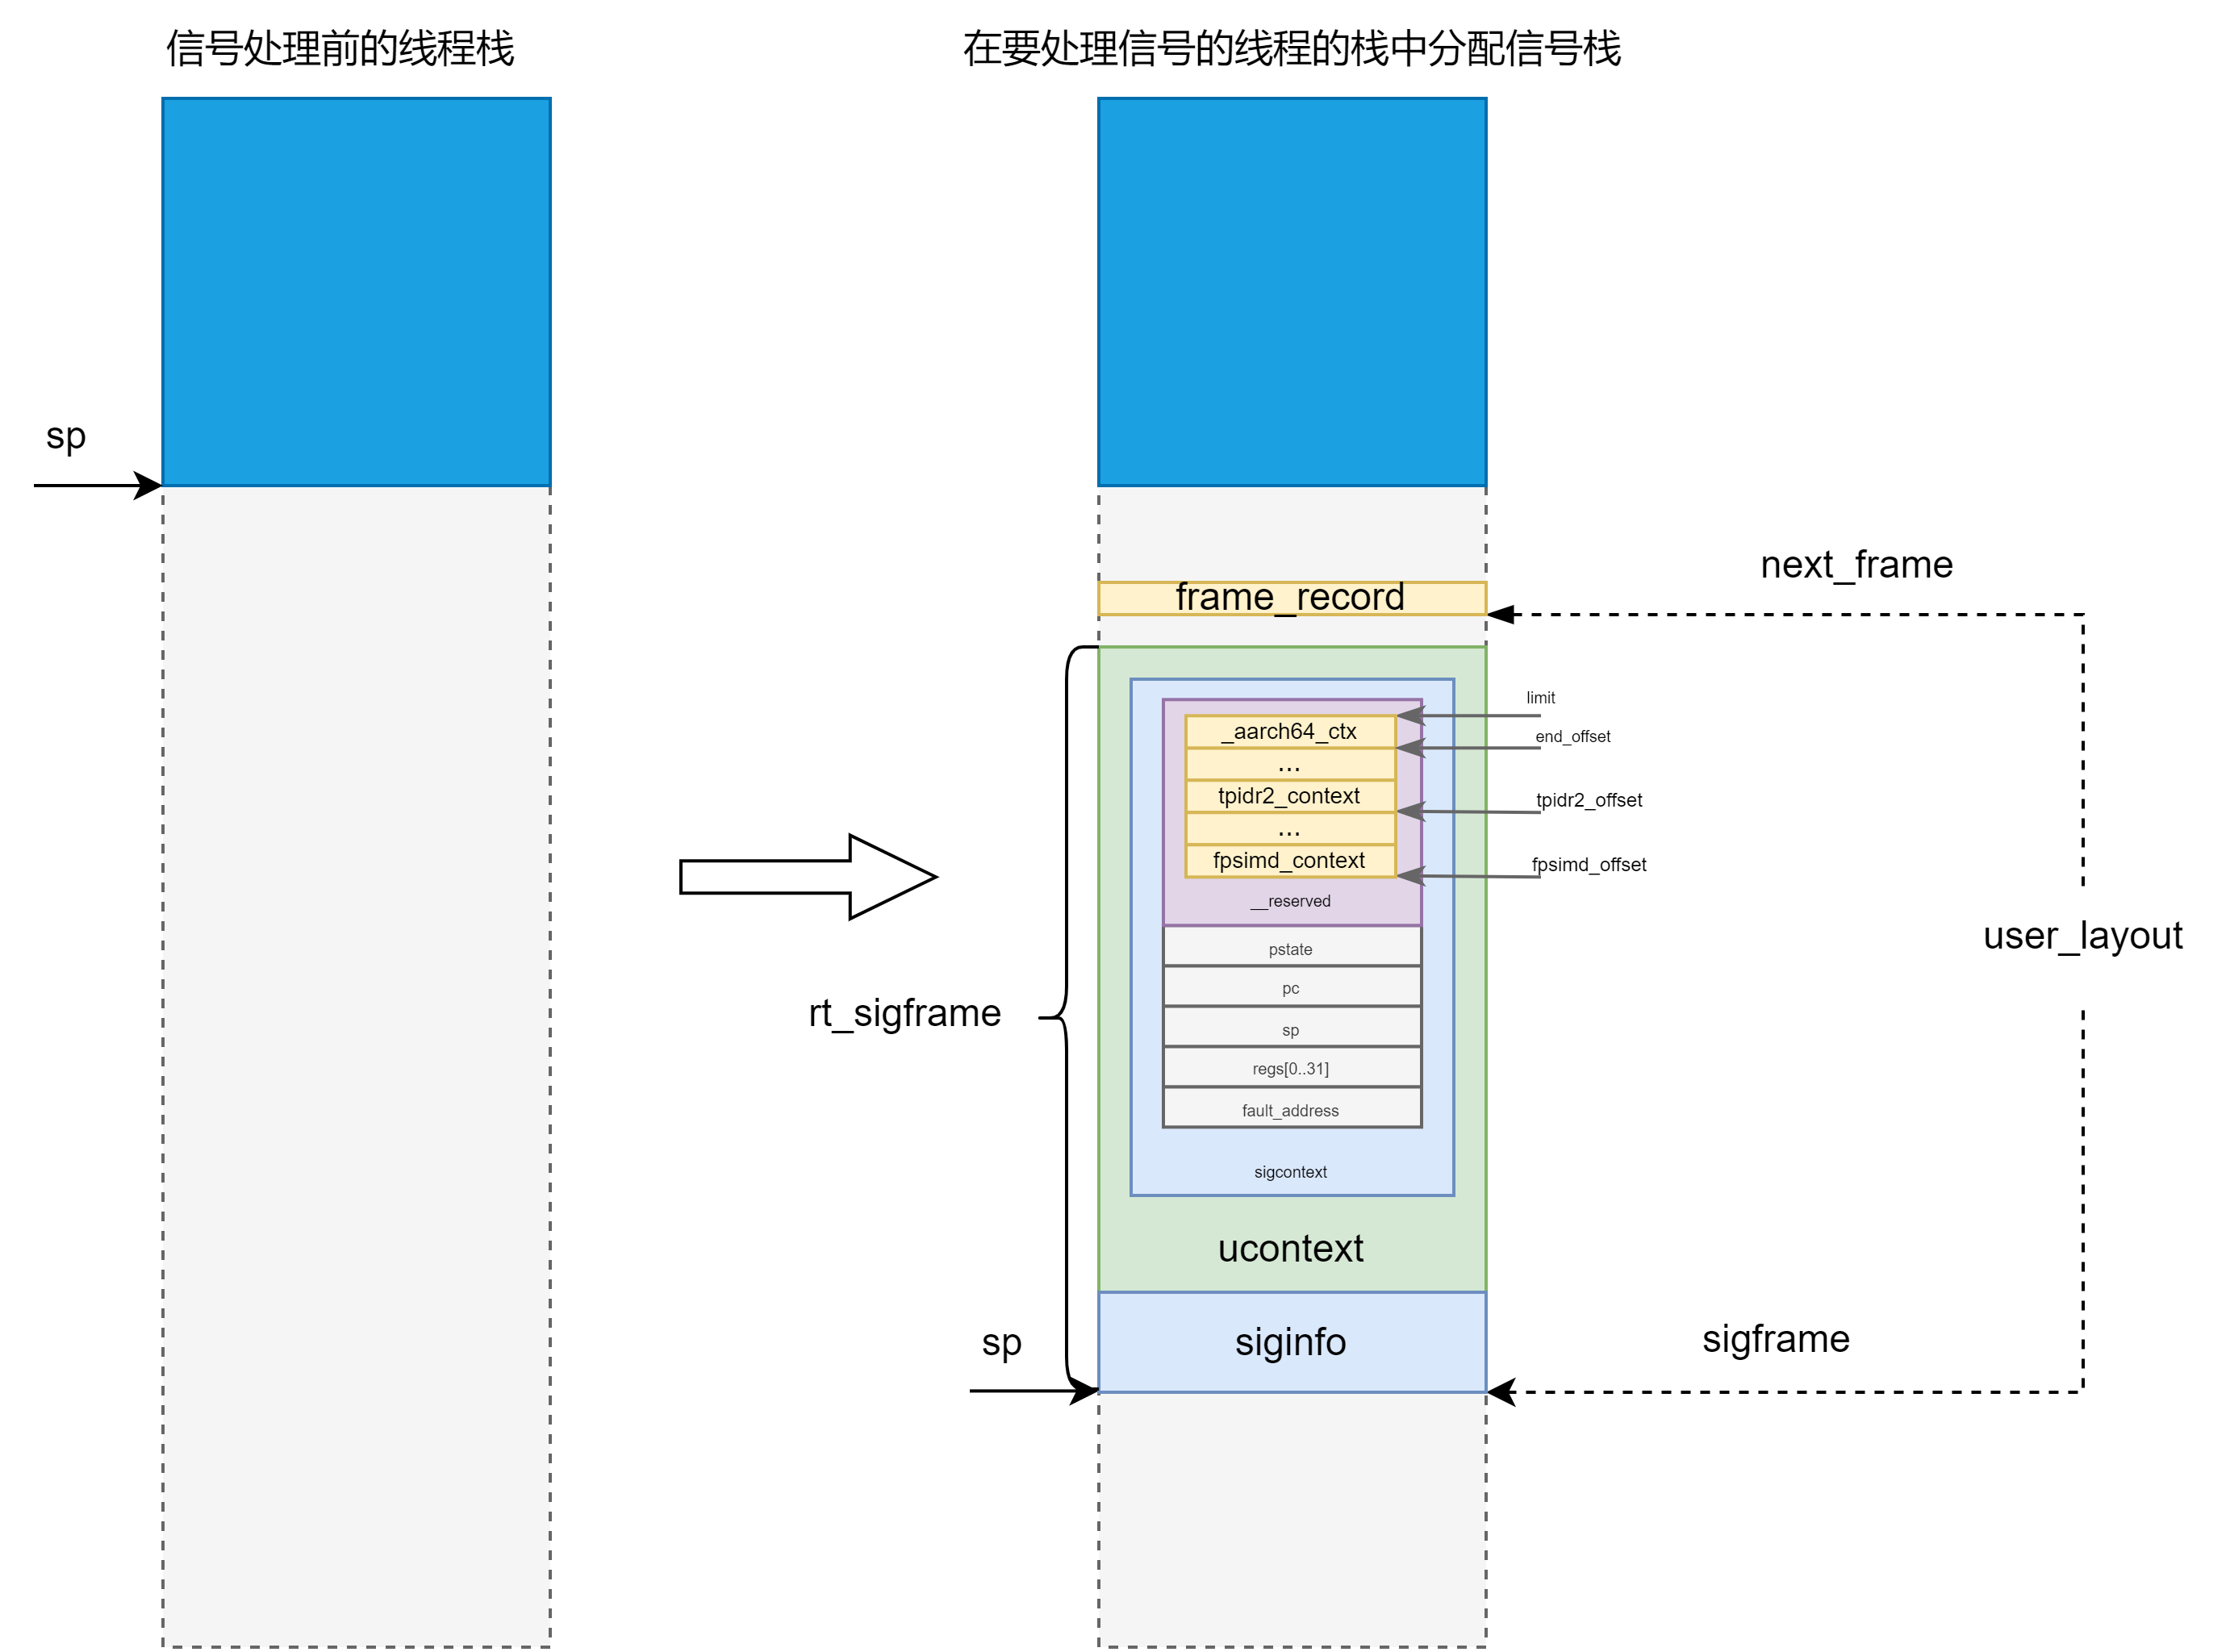 信号处理前的线程栈
在要处理信号的线程的栈中分配信号栈
sp
next_frame
frame_record
limit
_aarch64_ctx
end_offset
...
tpidr2_context
tpidr2_offset
...
fpsimd_context
fpsimd_offset
__reserved
user_layout
pstate
pc
rt_sigframe
sp
regs[0..31]
fault_address
sigcontext
ucontext
sp
siginfo
sigframe